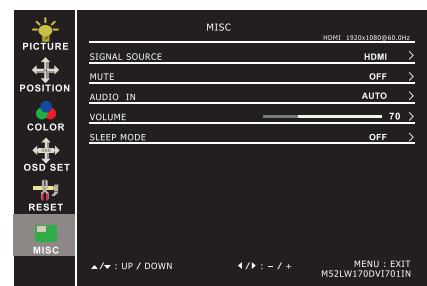 MISC
HDMI 1920x1080@60.0Hz
PICTURE
POSITION
COLOR
OSD SET
RESET
MISC
SIGNAL SOURCE HDMI >
MUTE OFF >
AUDIO IN AUTO >
VOLUME 70 >
SLEEP MODE OFF >
▲/▼ : UP / DOWN ◀/▶ : – / + MENU : EXIT
M52LW170DVI701IN